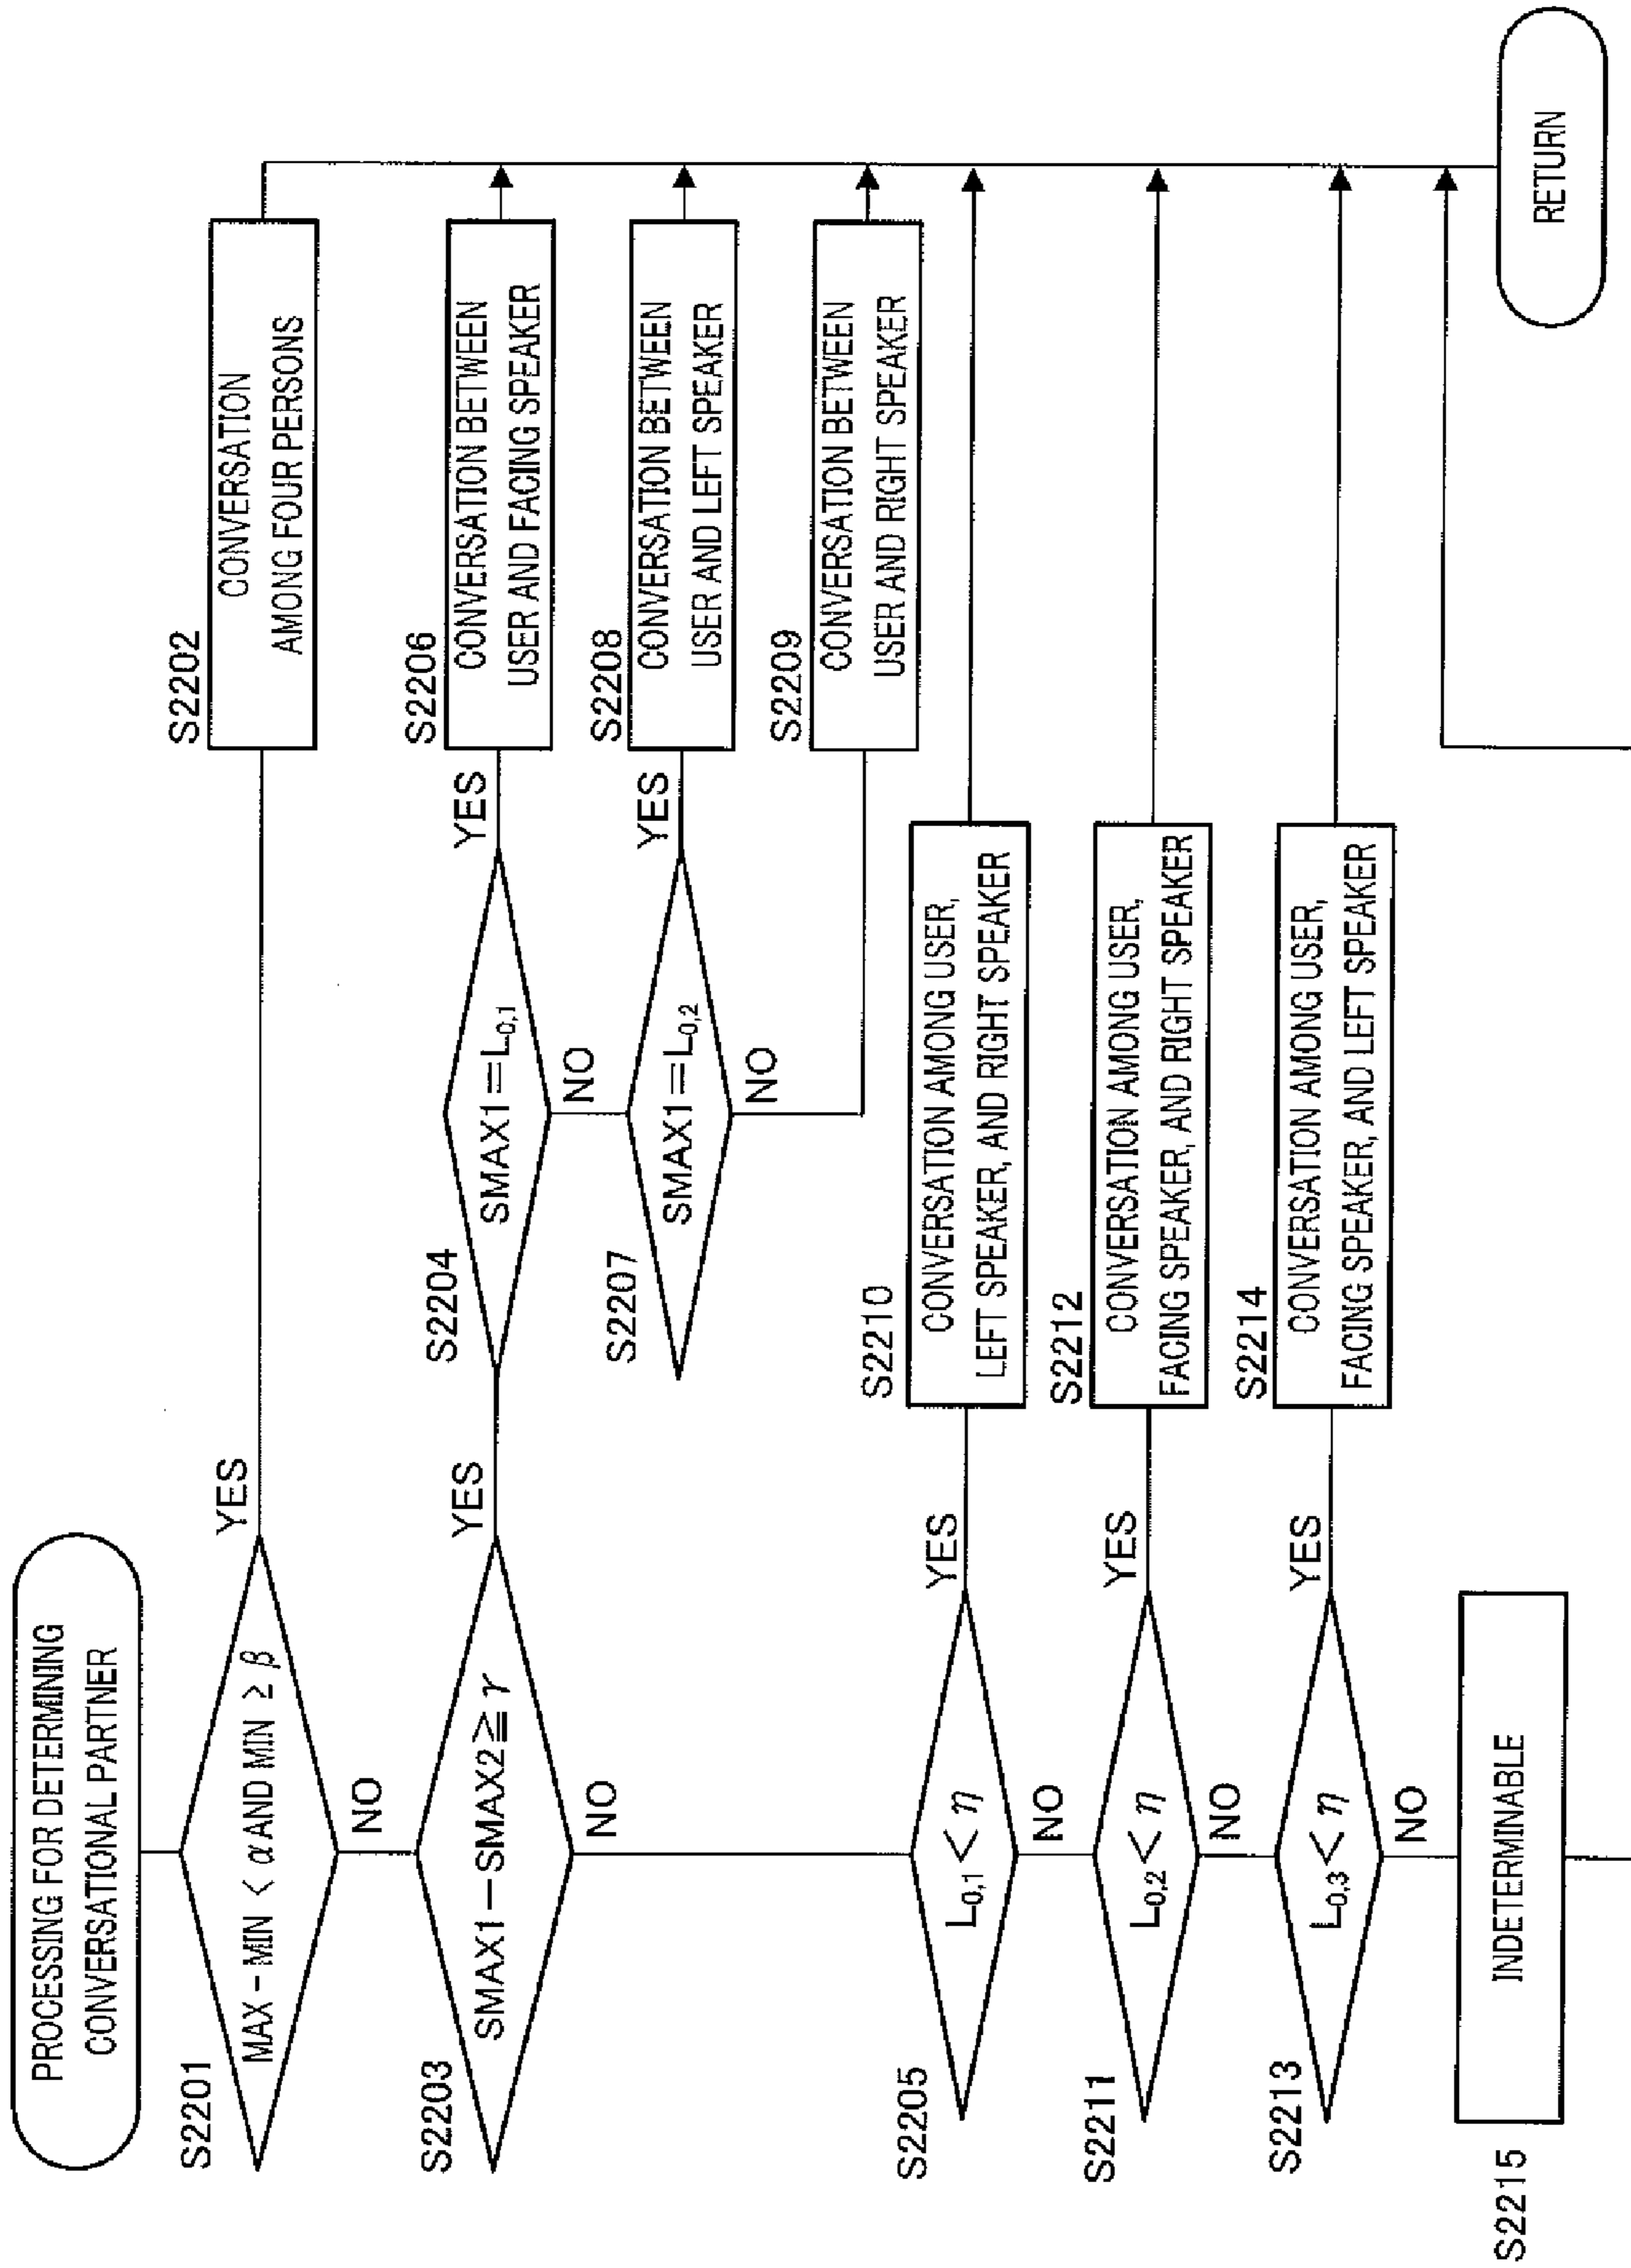 PROCESSING FOR DETERMINING
CONVERSATIONAL PARTNER
S2201
MAX - MIN < α AND MIN ≥ β
YES
NO
S2202
CONVERSATION
AMONG FOUR PERSONS
S2203
SMAX1−SMAX2≧γ
YES
NO
S2204
SMAX1=L0,1
YES
NO
S2206
CONVERSATION BETWEEN
USER AND FACING SPEAKER
S2207
SMAX1=L0,2
YES
NO
S2208
CONVERSATION BETWEEN
USER AND LEFT SPEAKER
S2209
CONVERSATION BETWEEN
USER AND RIGHT SPEAKER
S2205
L0,1 < η
YES
NO
S2210
CONVERSATION AMONG USER,
LEFT SPEAKER, AND RIGHT SPEAKER
S2211
L0,2 < η
YES
NO
S2212
CONVERSATION AMONG USER,
FACING SPEAKER, AND RIGHT SPEAKER
S2213
L0,3 < η
YES
NO
S2214
CONVERSATION AMONG USER,
FACING SPEAKER, AND LEFT SPEAKER
S2215
INDETERMINABLE
RETURN